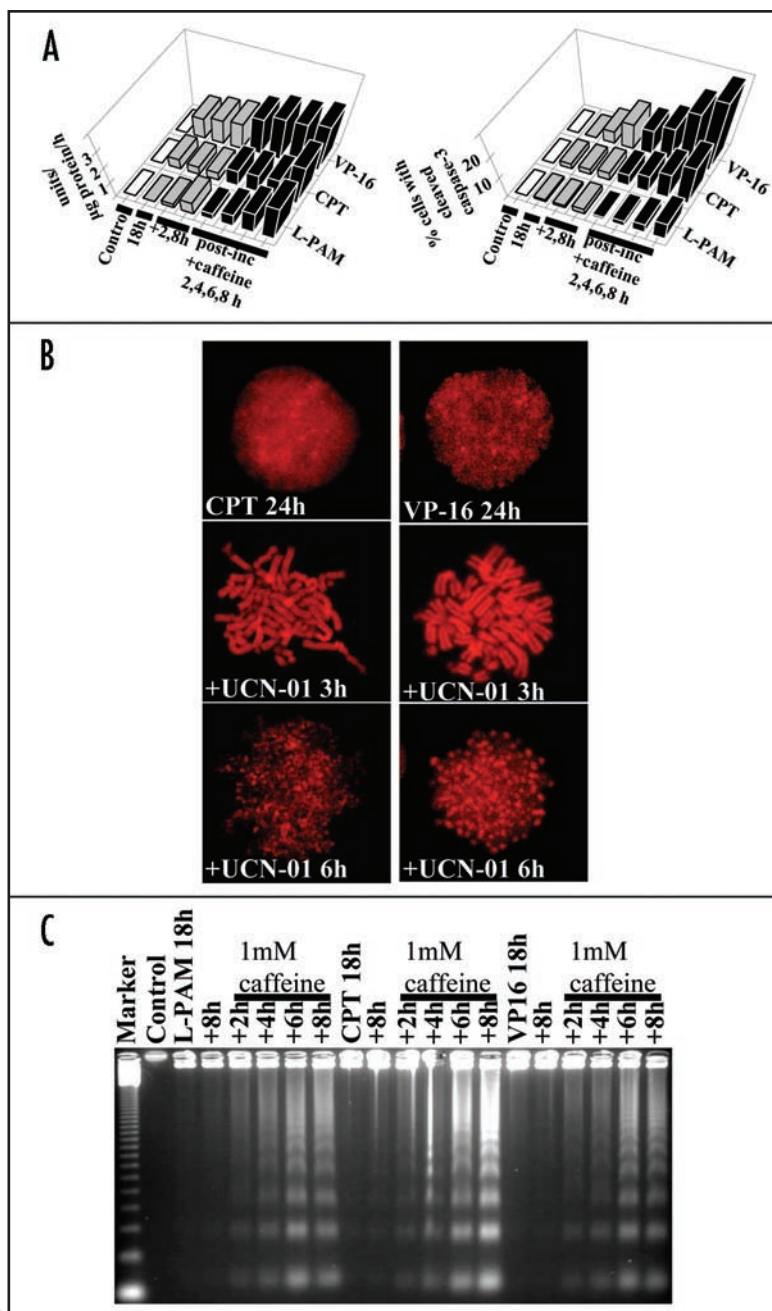 A
units/
μg protein/h
1 2 3
Control
18h
+2,8h
post-inc
+caffeine
2,4,6,8 h
L-PAM
CPT
VP-16
% cells with
cleaved
caspase-3
10
20
Control
18h
+2,8h
post-inc
+caffeine
2,4,6,8 h
L-PAM
CPT
VP-16
B
CPT 24h
VP-16 24h
+UCN-01 3h
+UCN-01 3h
+UCN-01 6h
+UCN-01 6h
C
Marker
Control
L-PAM 18h
+8h
1mM
caffeine
+2h
+4h
+6h
+8h
CPT 18h
+8h
1mM
caffeine
+2h
+4h
+6h
+8h
VP16 18h
+8h
1mM
caffeine
+2h
+4h
+6h
+8h